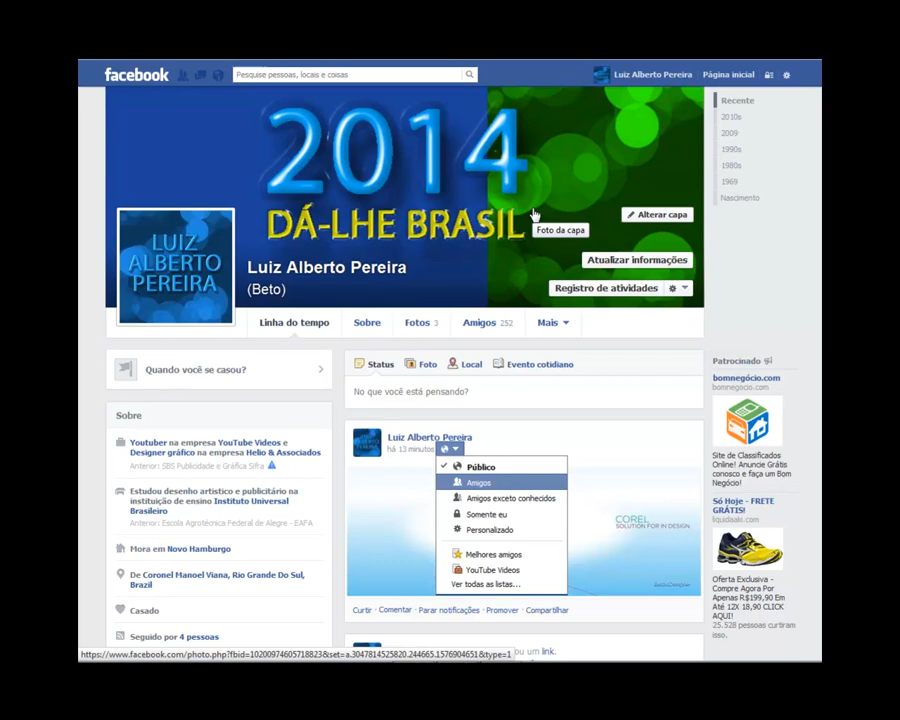 facebook
Pesquise pessoas, locais e coisas
Luiz Alberto Pereira
Página inicial
2014
DÁ-LHE BRASIL
LUIZ
ALBERTO
PEREIRA
Luiz Alberto Pereira
(Beto)
Foto da capa
Alterar capa
Atualizar informações
Registro de atividades
Recente
2010s
2009
1990s
1980s
1969
Nascimento
Linha do tempo
Sobre
Fotos 3
Amigos 252
Mais
Quando você se casou?
Sobre
Youtuber na empresa YouTube Videos e
Designer gráfico na empresa Helio & Associados
Anterior: SBS Publicidade e Gráfica Sifra
Estudou desenho artistico e publicitário na
instituição de ensino Instituto Universal
Brasileiro
Anterior: Escola Agrotécnica Federal de Alegre - EAFA
Mora em Novo Hamburgo
De Coronel Manoel Viana, Rio Grande Do Sul,
Brazil
Casado
Seguido por 4 pessoas
Status
Foto
Local
Evento cotidiano
No que você está pensando?
Luiz Alberto Pereira
há 13 minutos
Público
Amigos
Amigos exceto conhecidos
Somente eu
Personalizado
Melhores amigos
YouTube Videos
Ver todas as listas...
COREL
SOLUTION FOR IN DESIGN
Curtir · Comentar · Parar notificações · Promover · Compartilhar
ou um link.
Patrocinado
bomnegócio.com
bomnegocio.com
Site de Classificados
Online! Anuncie Grátis
conosco e faça um Bom
Negócio!
Só Hoje - FRETE
GRÁTIS!
liquidaaki.com
Oferta Exclusiva -
Compre Agora Por
Apenas R$199,90 Em
Até 12X 18,90 CLICK
AQUI!
25.528 pessoas curtiram
isso.
https://www.facebook.com/photo.php?fbid=10200974605718823&set=a.3047814525820.244665.1576904651&type=1